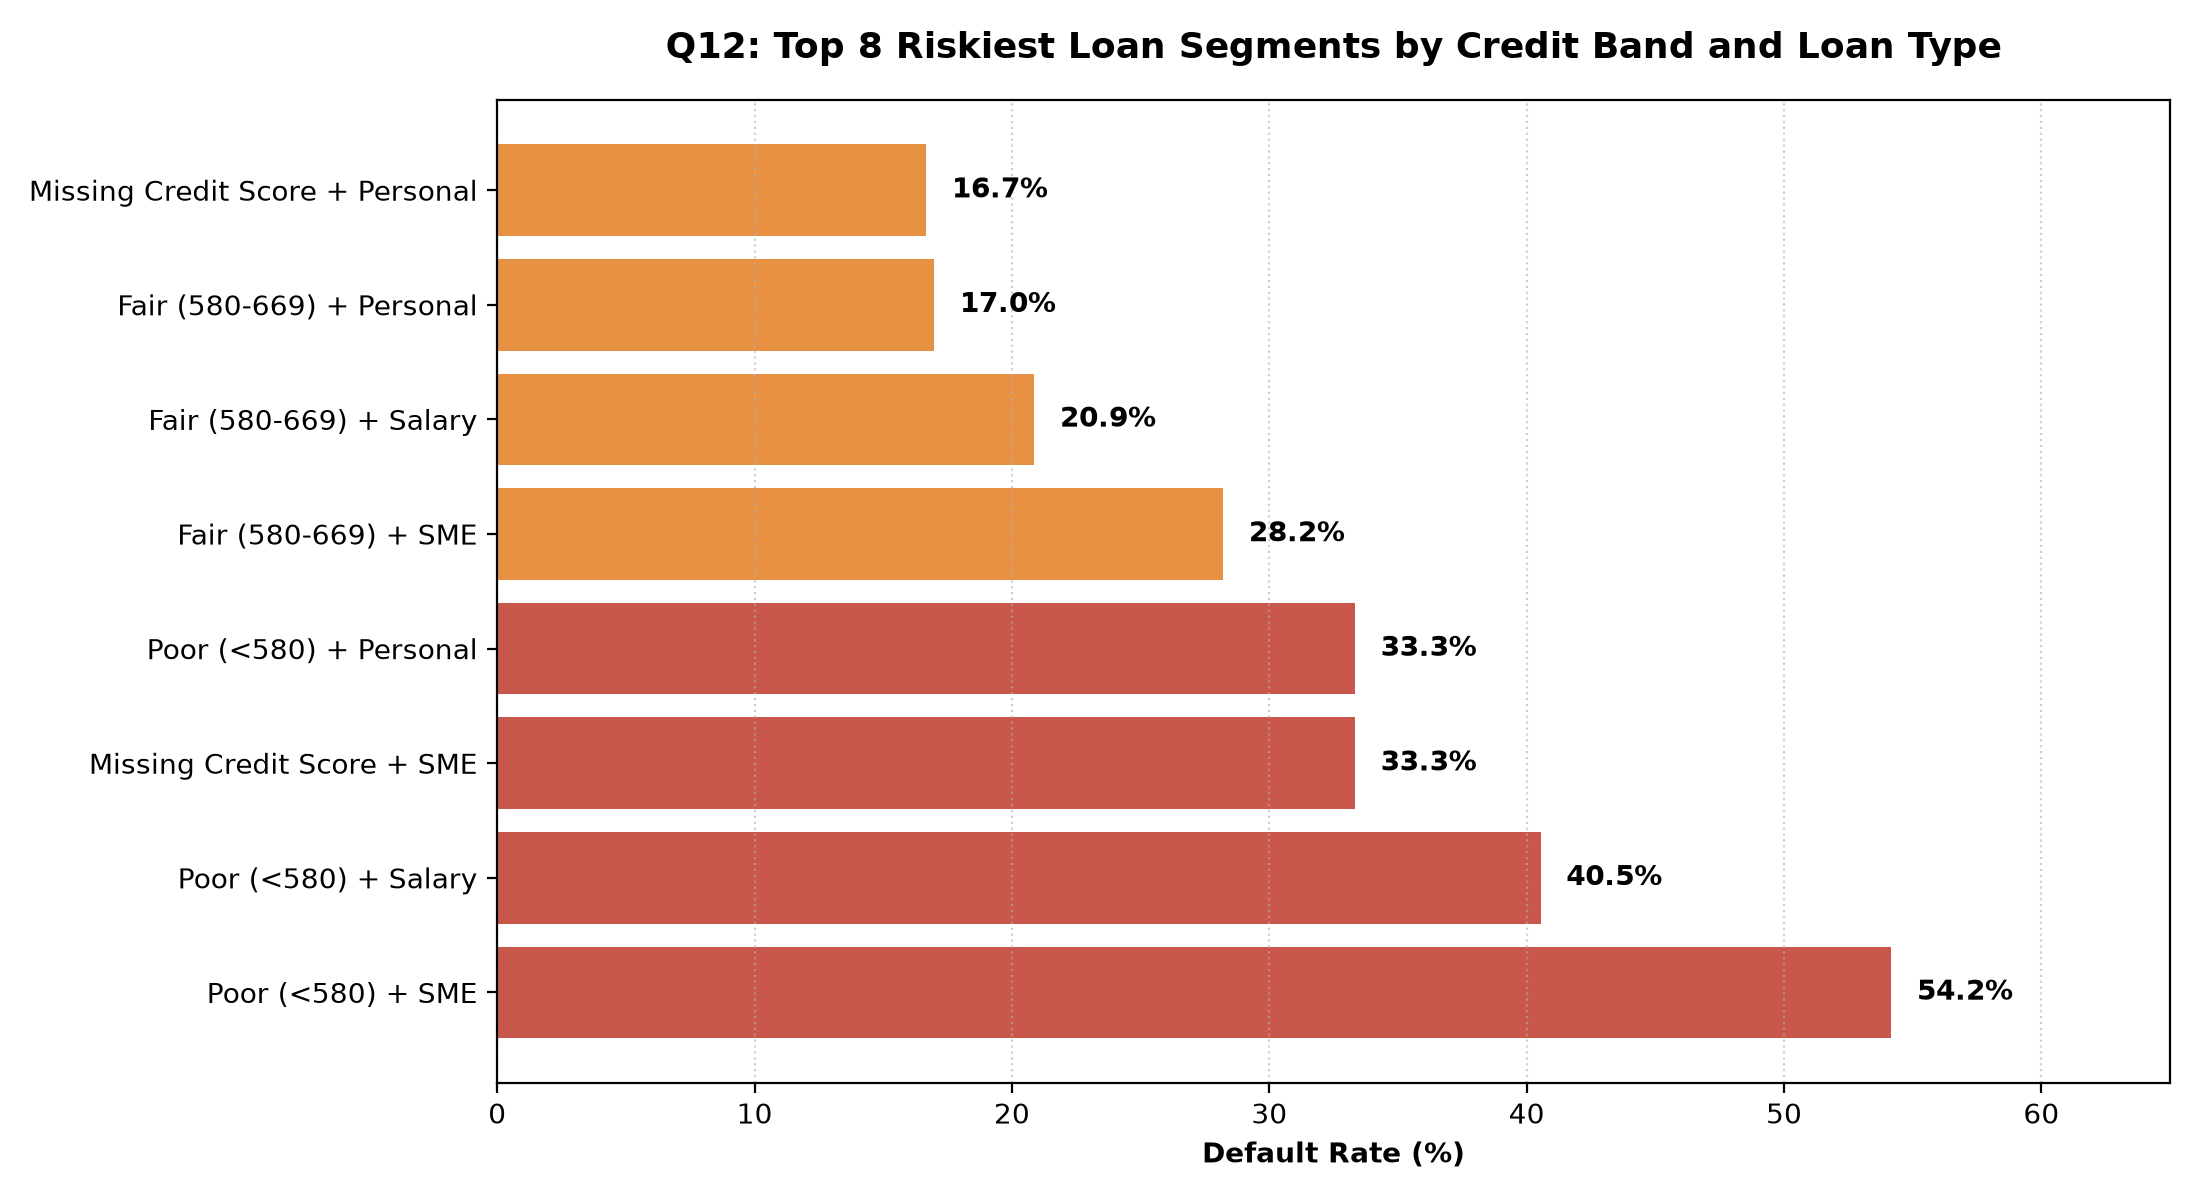 Q12: Top 8 Riskiest Loan Segments by Credit Band and Loan Type
Missing Credit Score + Personal
16.7%
Fair (580-669) + Personal
17.0%
Fair (580-669) + Salary
20.9%
Fair (580-669) + SME
28.2%
Poor (<580) + Personal
33.3%
Missing Credit Score + SME
33.3%
Poor (<580) + Salary
40.5%
Poor (<580) + SME
54.2%
0 10 20 30 40 50 60
Default Rate (%)